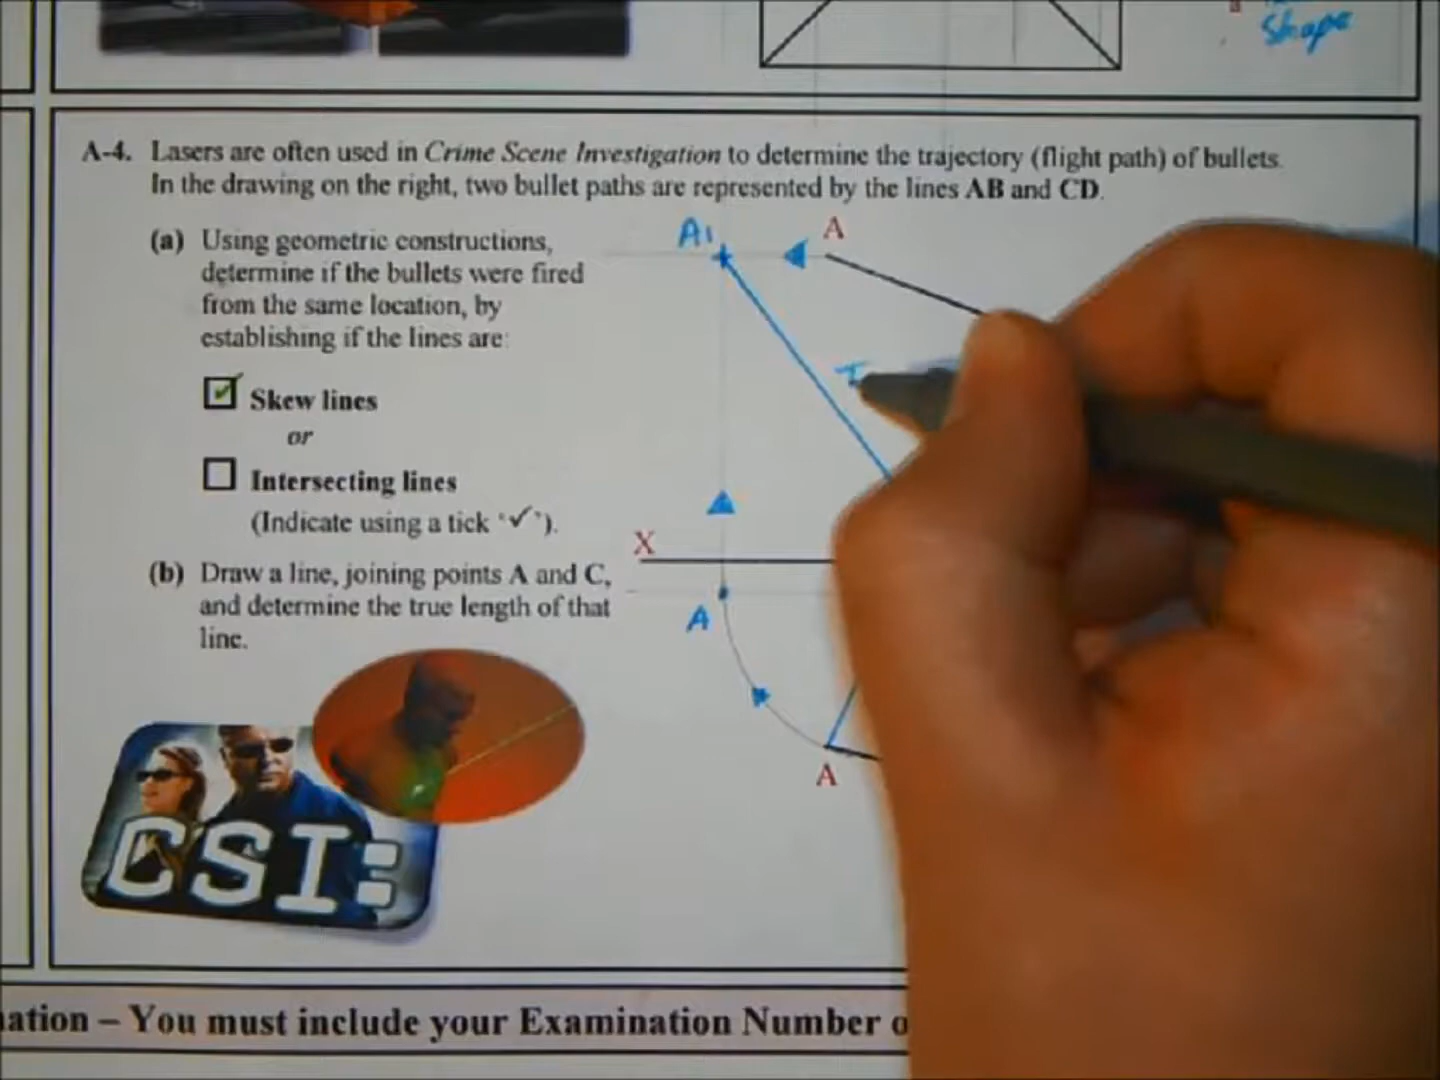 Shape
A-4. Lasers are often used in Crime Scene Investigation to determine the trajectory (flight path) of bullets.
In the drawing on the right, two bullet paths are represented by the lines AB and CD.
(a) Using geometric constructions,
determine if the bullets were fired
from the same location, by
establishing if the lines are:
Skew lines
or
Intersecting lines
(Indicate using a tick '✓').
(b) Draw a line, joining points A and C,
and determine the true length of that
line.
A1
A
T
X
A
A
CSI:
ation – You must include your Examination Number o